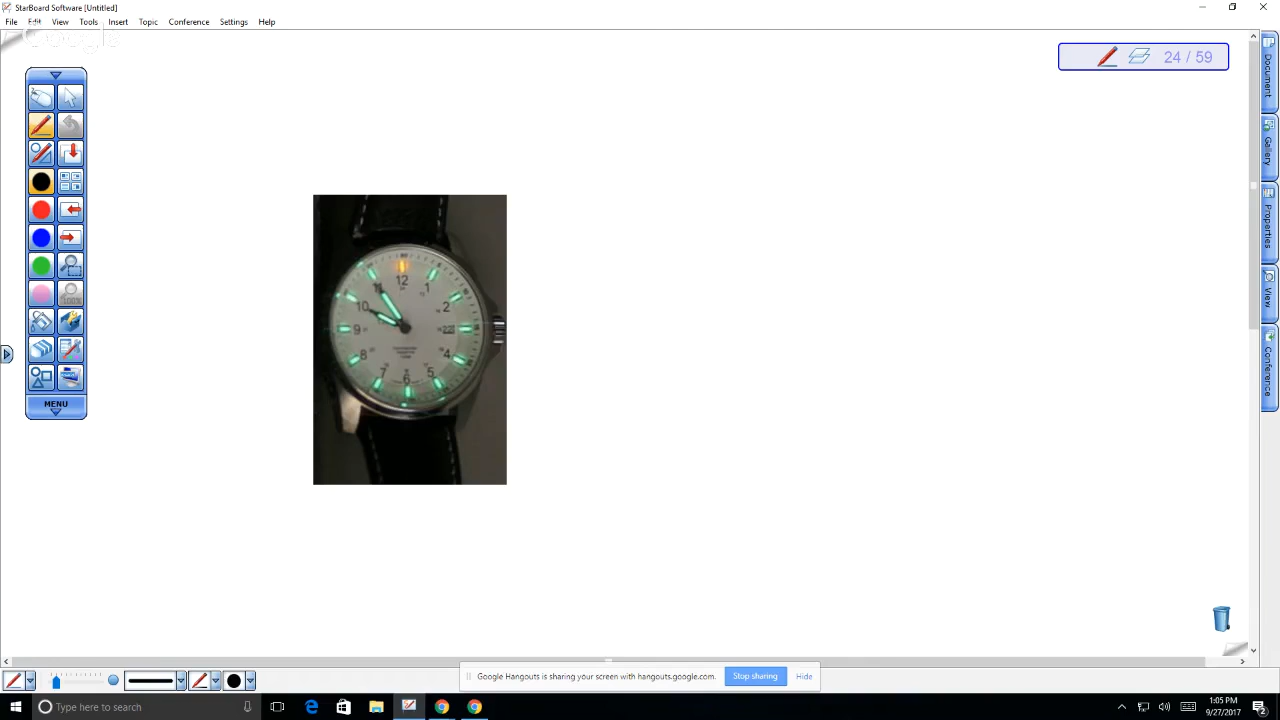 StarBoard Software [Untitled]
File Edit View Tools Insert Topic Conference Settings Help
24 / 59
Document
Gallery
Properties
View
Conference
100%
MENU
12
1
2
4
5
6
7
8
9
10
Google Hangouts is sharing your screen with hangouts.google.com. Stop sharing Hide
Type here to search
1:05 PM
9/27/2017
2